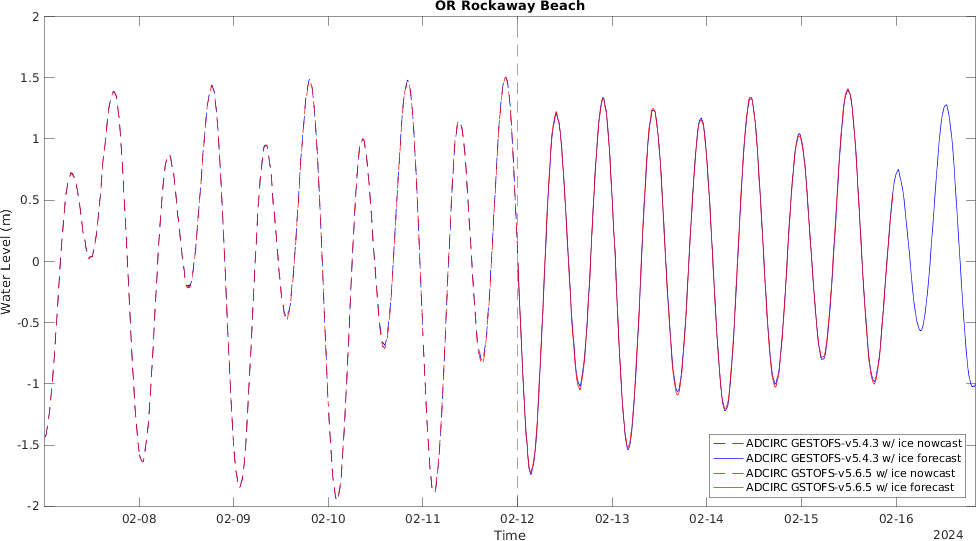 OR Rockaway Beach
2
1.5
1
0.5
0
-0.5
-1
-1.5
-2
Water Level (m)
02-08 02-09 02-10 02-11 02-12 02-13 02-14 02-15 02-16
Time
2024
ADCIRC GESTOFS-v5.4.3 w/ ice nowcast
ADCIRC GESTOFS-v5.4.3 w/ ice forecast
ADCIRC GSTOFS-v5.6.5 w/ ice nowcast
ADCIRC GSTOFS-v5.6.5 w/ ice forecast